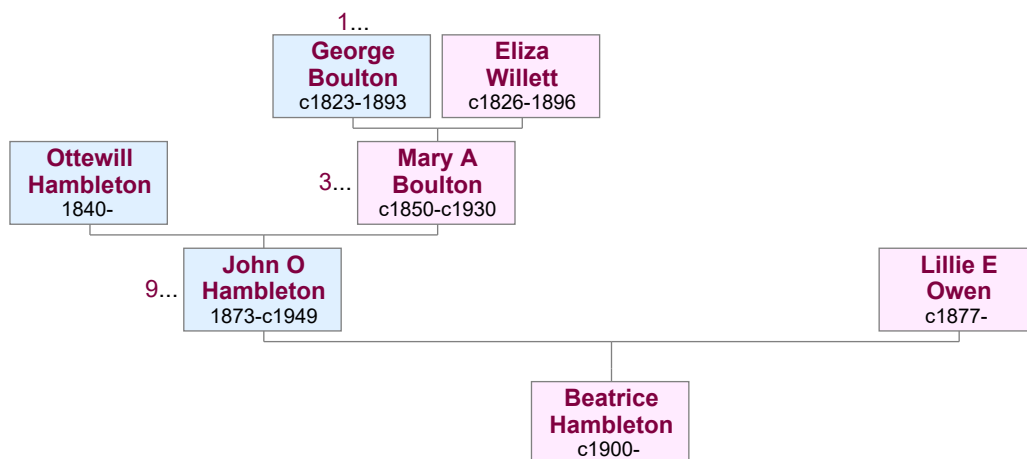 1...
George
Boulton
c1823-1893
Eliza
Willett
c1826-1896
Ottewill
Hambleton
1840-
3...
Mary A
Boulton
c1850-c1930
9...
John O
Hambleton
1873-c1949
Lillie E
Owen
c1877-
Beatrice
Hambleton
c1900-